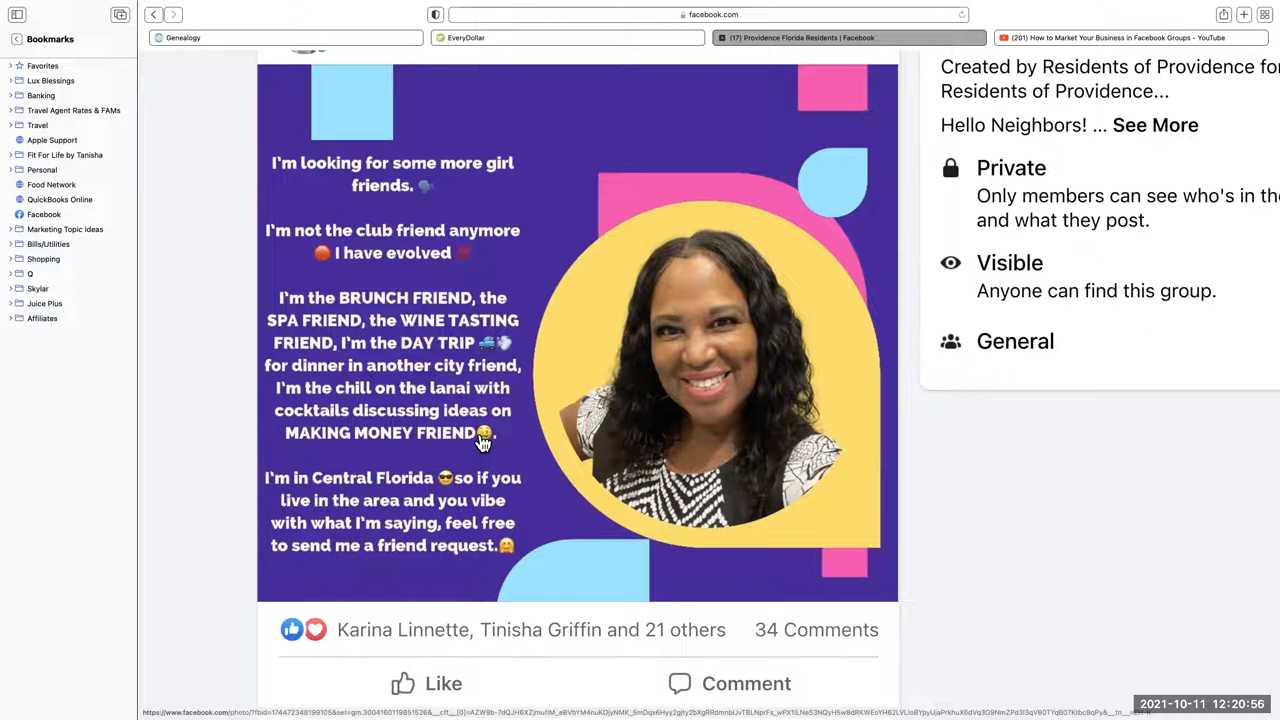 facebook.com
Bookmarks
Genealogy
EveryDollar
(17) Providence Florida Residents | Facebook
(201) How to Market Your Business in Facebook Groups - YouTube
Favorites
Lux Blessings
Banking
Travel Agent Rates & FAMs
Travel
Apple Support
Fit For Life by Tanisha
Personal
Food Network
QuickBooks Online
Facebook
Marketing Topic Ideas
Bills/Utilities
Shopping
Q
Skylar
Juice Plus
Affiliates
I'm looking for some more girl
friends. 🗣
I'm not the club friend anymore
🛑 I have evolved
I'm the BRUNCH FRIEND, the
SPA FRIEND, the WINE TASTING
FRIEND, I'm the DAY TRIP 🚙💨
for dinner in another city friend,
I'm the chill on the lanai with
cocktails discussing ideas on
MAKING MONEY FRIEND🤑.
I'm in Central Florida 😎so if you
live in the area and you vibe
with what I'm saying, feel free
to send me a friend request.🤗
Karina Linnette, Tinisha Griffin and 21 others
34 Comments
Like
Comment
Created by Residents of Providence for
Residents of Providence...
Hello Neighbors! ... See More
Private
Only members can see who's in the
and what they post.
Visible
Anyone can find this group.
General
2021-10-11 12:20:56